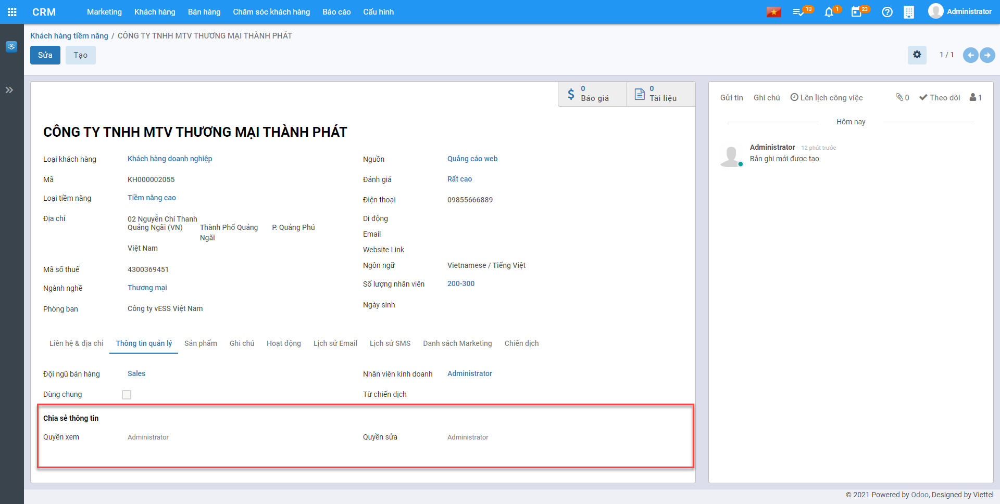 CRM Marketing Khách hàng Bán hàng Chăm sóc khách hàng Báo cáo Cấu hình 10 1 23 Administrator
Khách hàng tiềm năng / CÔNG TY TNHH MTV THƯƠNG MẠI THÀNH PHÁT
Sửa Tạo 1 / 1
0 Báo giá
0 Tài liệu
CÔNG TY TNHH MTV THƯƠNG MẠI THÀNH PHÁT
Loại khách hàng Khách hàng doanh nghiệp
Mã KH000002055
Loại tiềm năng Tiềm năng cao
Địa chỉ 02 Nguyễn Chí Thanh
Quảng Ngãi (VN) Thành Phố Quảng Ngãi P. Quảng Phú
Việt Nam
Mã số thuế 4300369451
Ngành nghề Thương mại
Phòng ban Công ty vESS Việt Nam
Nguồn Quảng cáo web
Đánh giá Rất cao
Điện thoại 09855666889
Di động
Email
Website Link
Ngôn ngữ Vietnamese / Tiếng Việt
Số lượng nhân viên 200-300
Ngày sinh
Liên hệ & địa chỉ Thông tin quản lý Sản phẩm Ghi chú Hoạt động Lịch sử Email Lịch sử SMS Danh sách Marketing Chiến dịch
Đội ngũ bán hàng Sales Nhân viên kinh doanh Administrator
Dùng chung Từ chiến dịch
Chia sẻ thông tin
Quyền xem Administrator Quyền sửa Administrator
Gửi tin Ghi chú Lên lịch công việc 0 Theo dõi 1
Hôm nay
Administrator - 12 phút trước
Bản ghi mới được tạo
© 2021 Powered by Odoo, Designed by Viettel